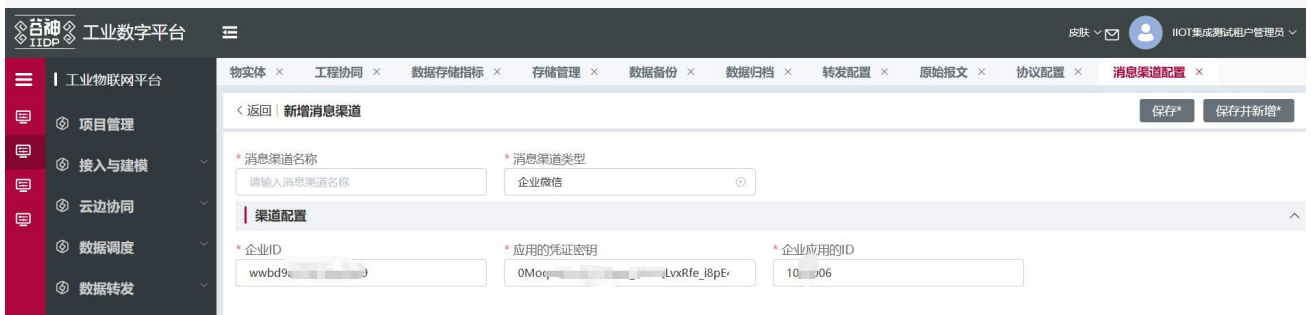 谷神 IIDP 工业数字平台 皮肤 IIOT集成测试租户管理员
工业物联网平台 物实体 × 工程协同 × 数据存储指标 × 存储管理 × 数据备份 × 数据归档 × 转发配置 × 原始报文 × 协议配置 × 消息渠道配置 ×
< 返回 | 新增消息渠道 保存* 保存并新增*
项目管理
接入与建模
云边协同
数据调度
数据转发
* 消息渠道名称 * 消息渠道类型
请输入消息渠道名称 企业微信
渠道配置
* 企业ID * 应用的凭证密钥 * 企业应用的ID